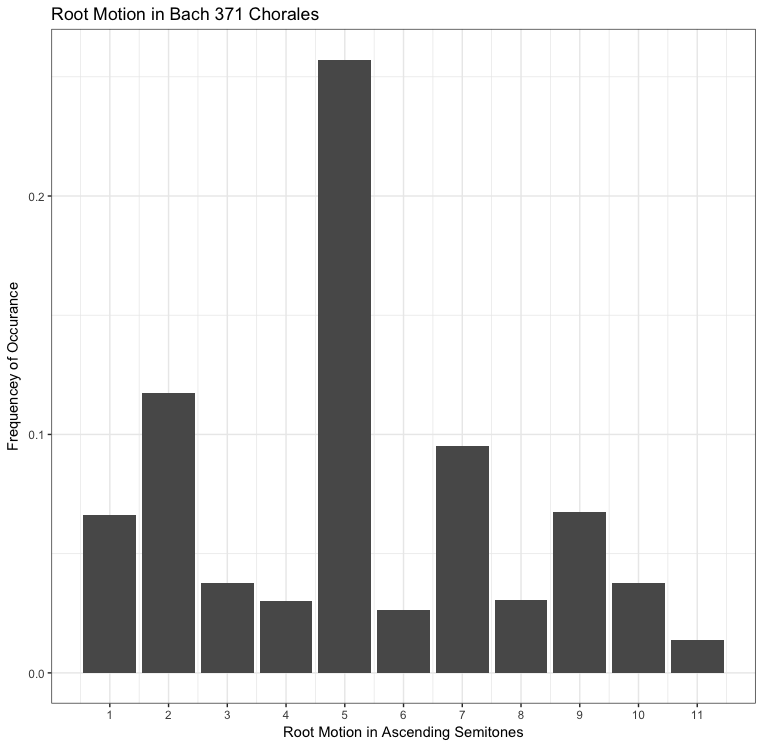 Root Motion in Bach 371 Chorales
Frequencey of Occurance
0.2
0.1
0.0
1 2 3 4 5 6 7 8 9 10 11
Root Motion in Ascending Semitones